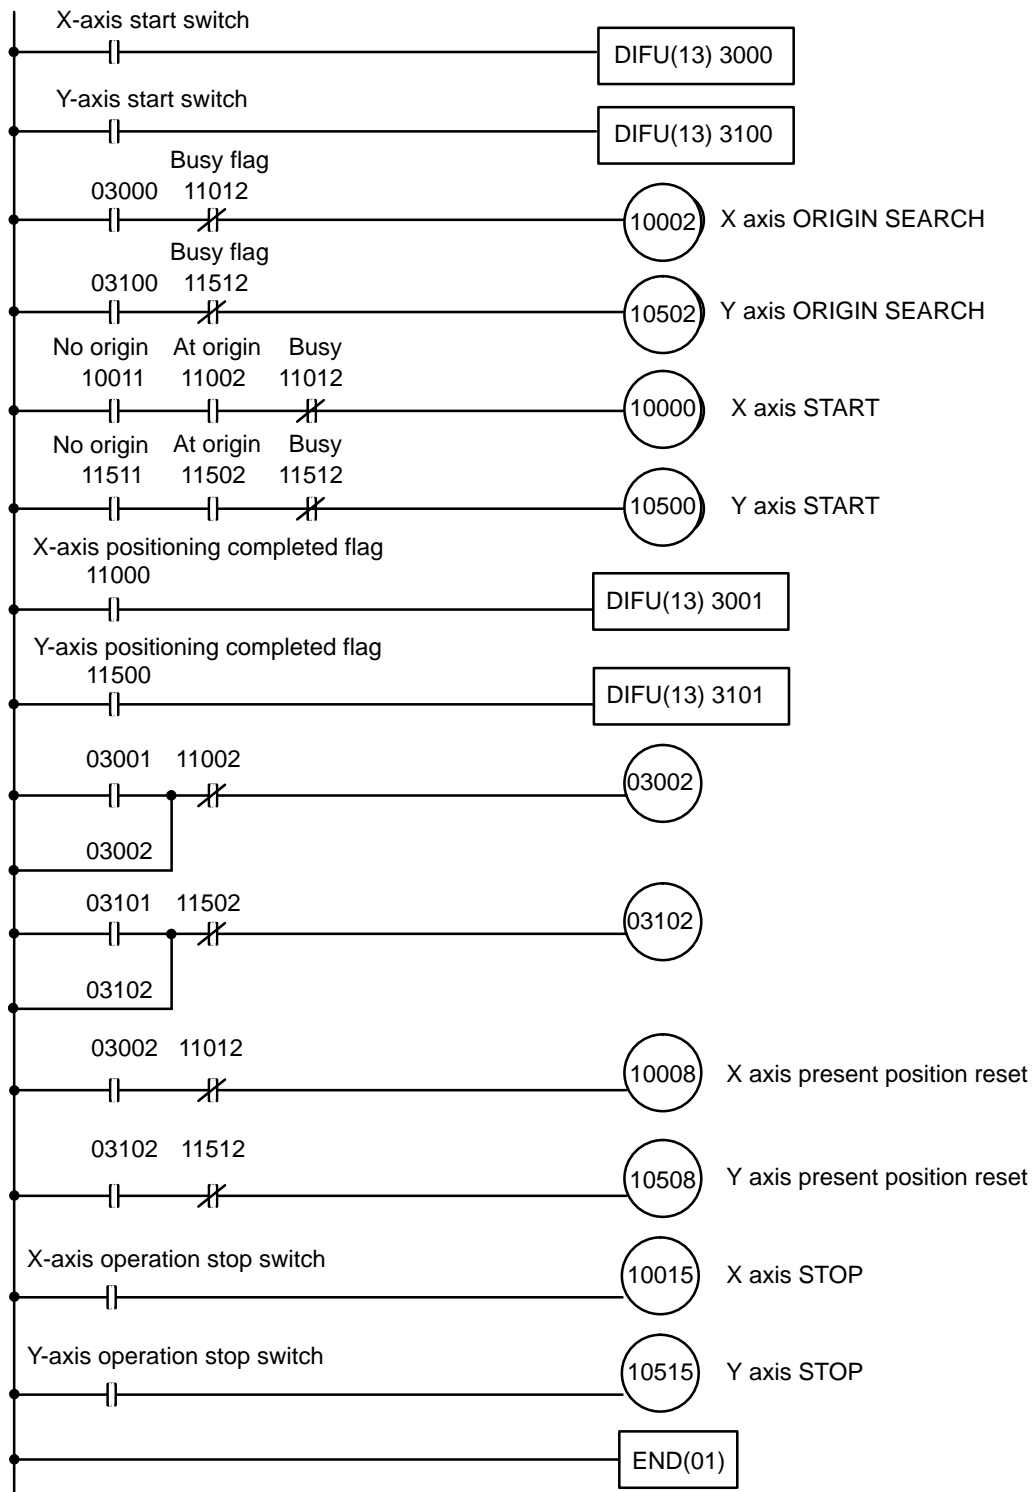 X-axis start switch
DIFU(13) 3000
Y-axis start switch
DIFU(13) 3100
Busy flag
03000 11012
10002 X axis ORIGIN SEARCH
Busy flag
03100 11512
10502 Y axis ORIGIN SEARCH
No origin At origin Busy
10011 11002 11012
10000 X axis START
No origin At origin Busy
11511 11502 11512
10500 Y axis START
X-axis positioning completed flag
11000
DIFU(13) 3001
Y-axis positioning completed flag
11500
DIFU(13) 3101
03001 11002
03002
03002
03101 11502
03102
03102
03002 11012
10008 X axis present position reset
03102 11512
10508 Y axis present position reset
X-axis operation stop switch
10015 X axis STOP
Y-axis operation stop switch
10515 Y axis STOP
END(01)